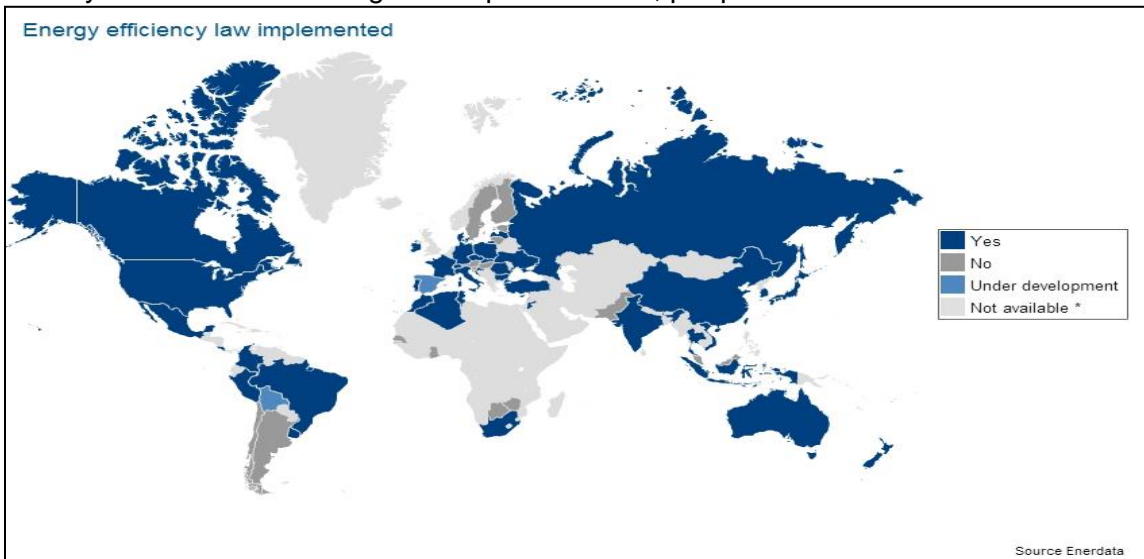 Energy efficiency law implemented
Yes
No
Under development
Not available *
Source Enerdata